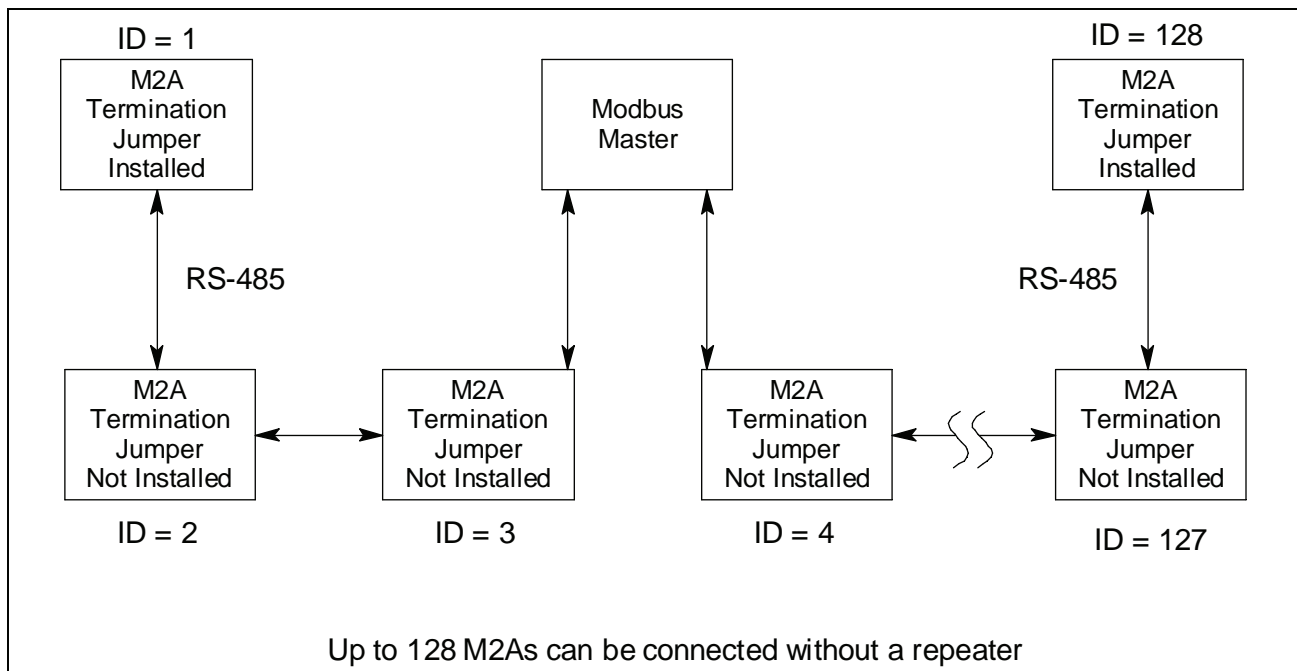 ID = 1
M2A
Termination
Jumper
Installed
Modbus
Master
ID = 128
M2A
Termination
Jumper
Installed
RS-485
RS-485
M2A
Termination
Jumper
Not Installed
ID = 2
M2A
Termination
Jumper
Not Installed
ID = 3
M2A
Termination
Jumper
Not Installed
ID = 4
M2A
Termination
Jumper
Not Installed
ID = 127
Up to 128 M2As can be connected without a repeater